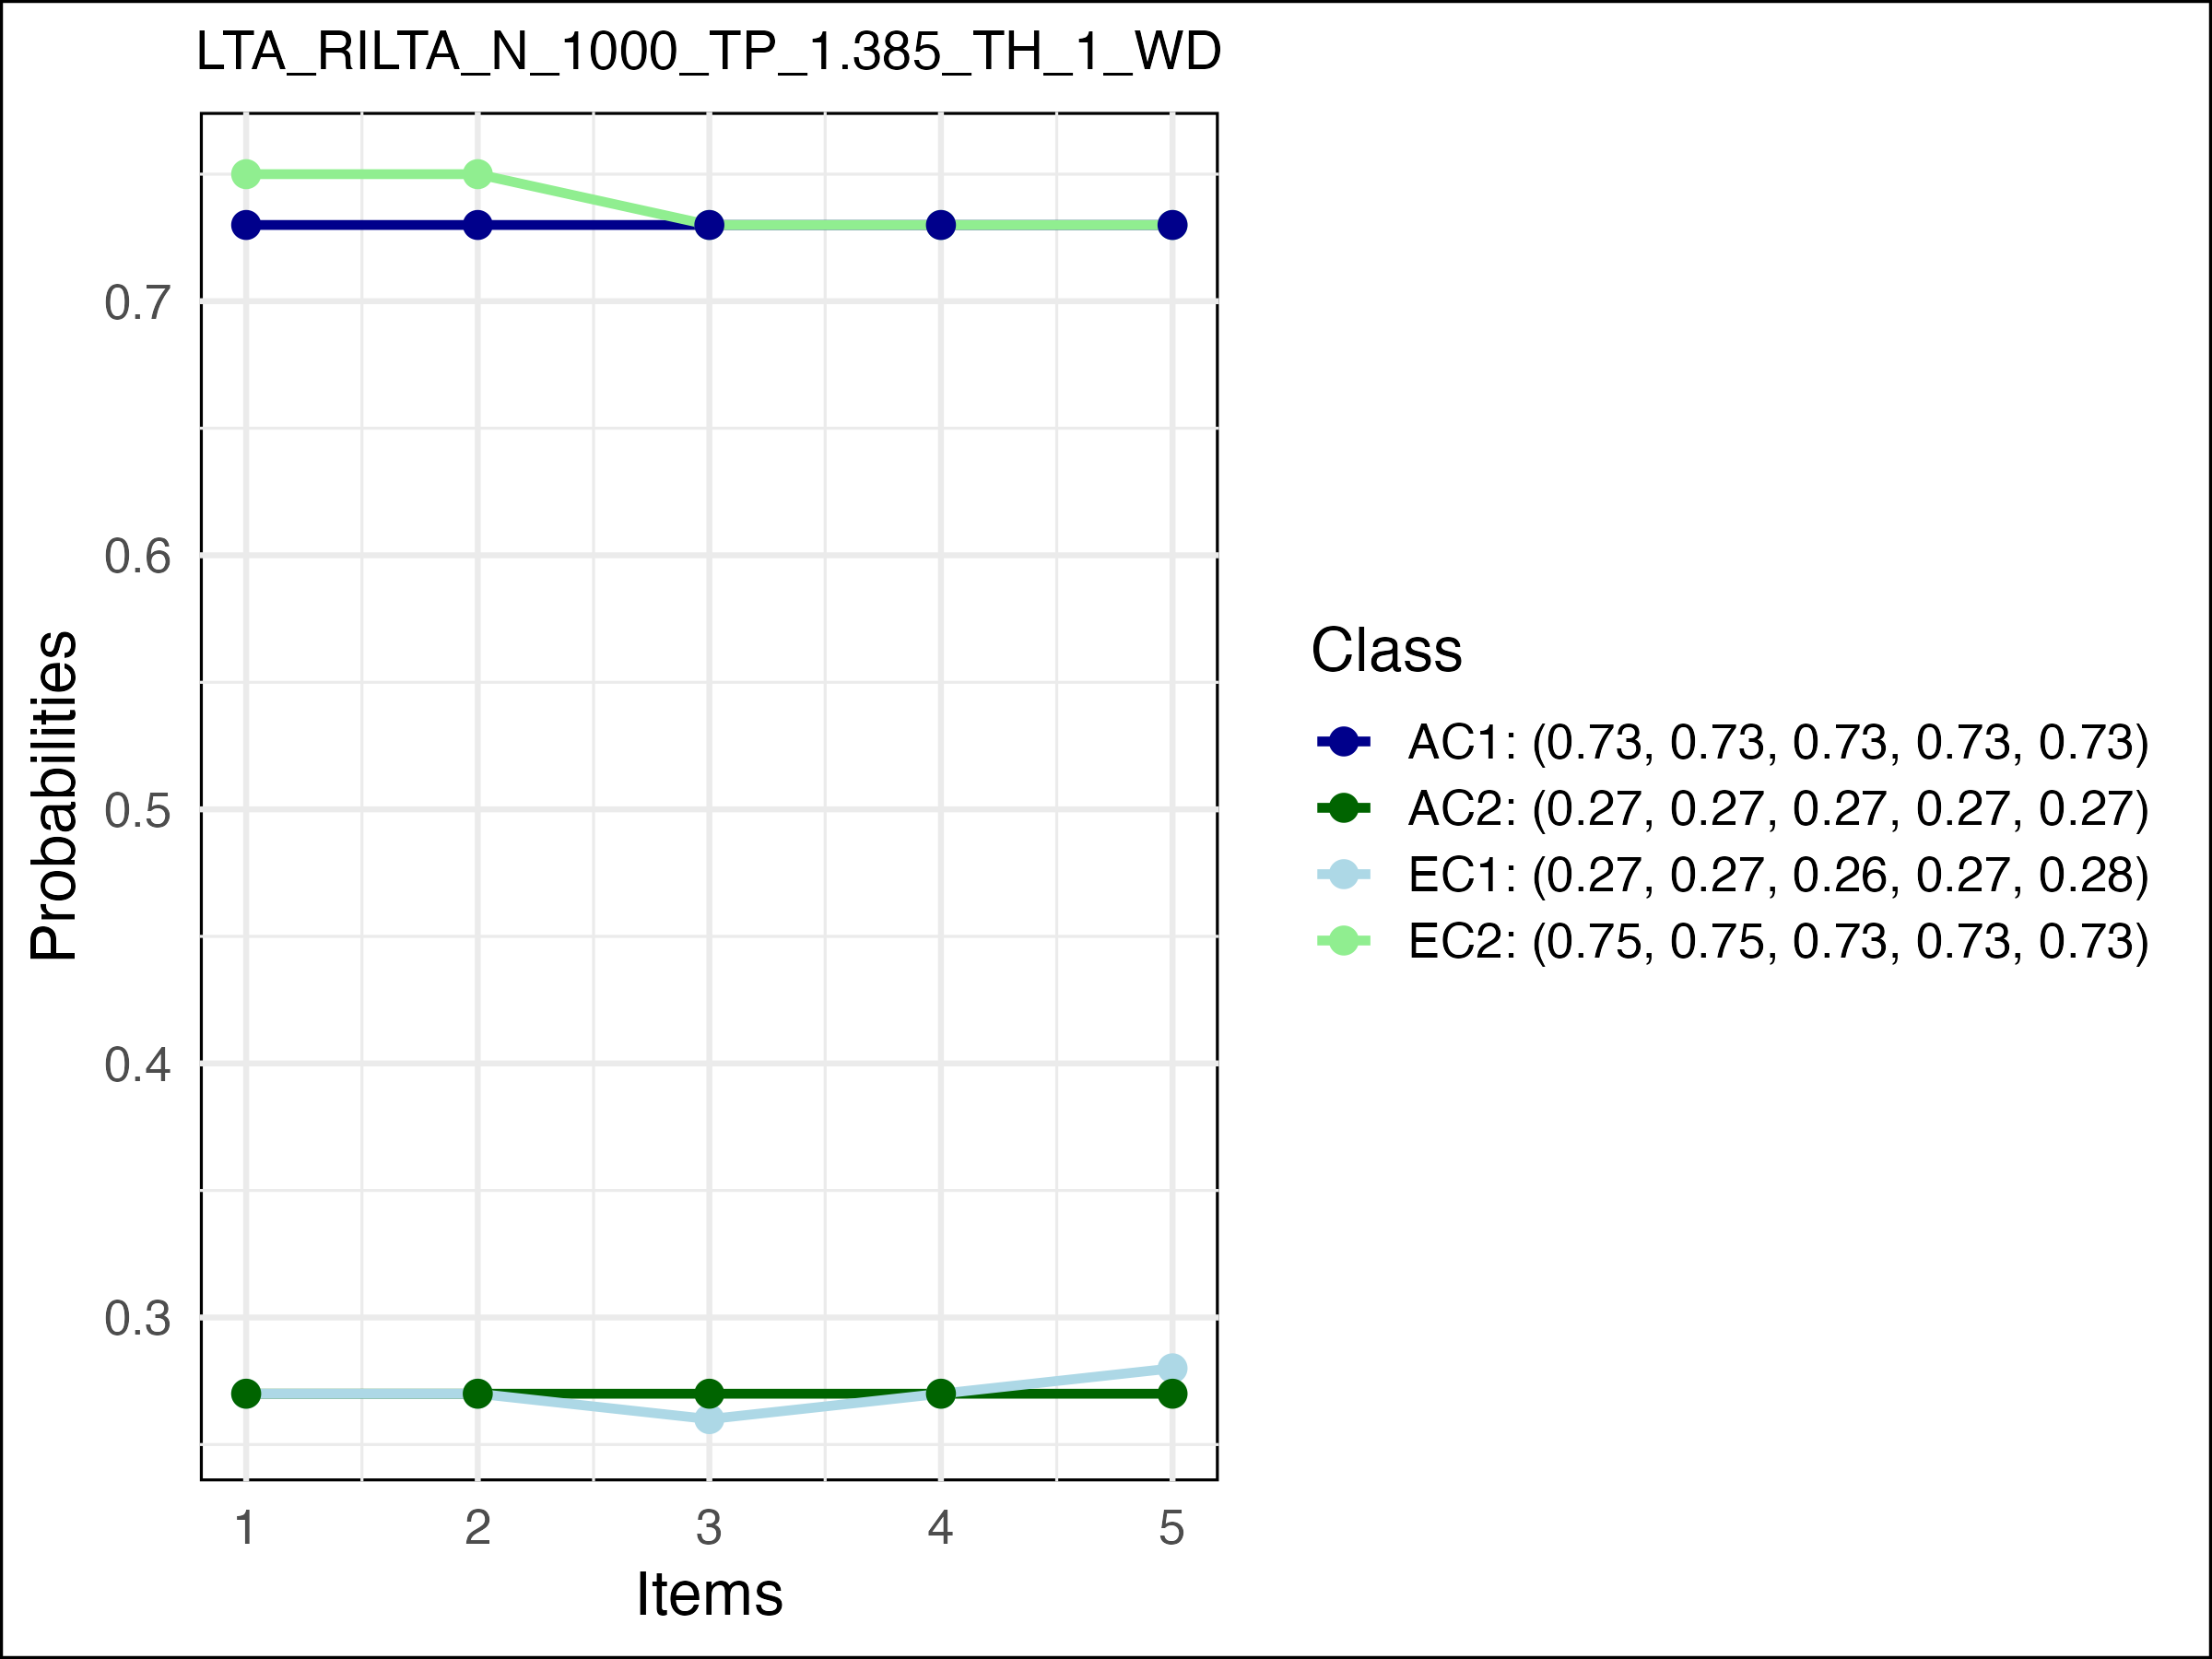 LTA_RILTA_N_1000_TP_1.385_TH_1_WD
0.7
0.6
0.5
0.4
0.3
Probabilities
1 2 3 4 5
Items
Class
AC1: (0.73, 0.73, 0.73, 0.73, 0.73)
AC2: (0.27, 0.27, 0.27, 0.27, 0.27)
EC1: (0.27, 0.27, 0.26, 0.27, 0.28)
EC2: (0.75, 0.75, 0.73, 0.73, 0.73)